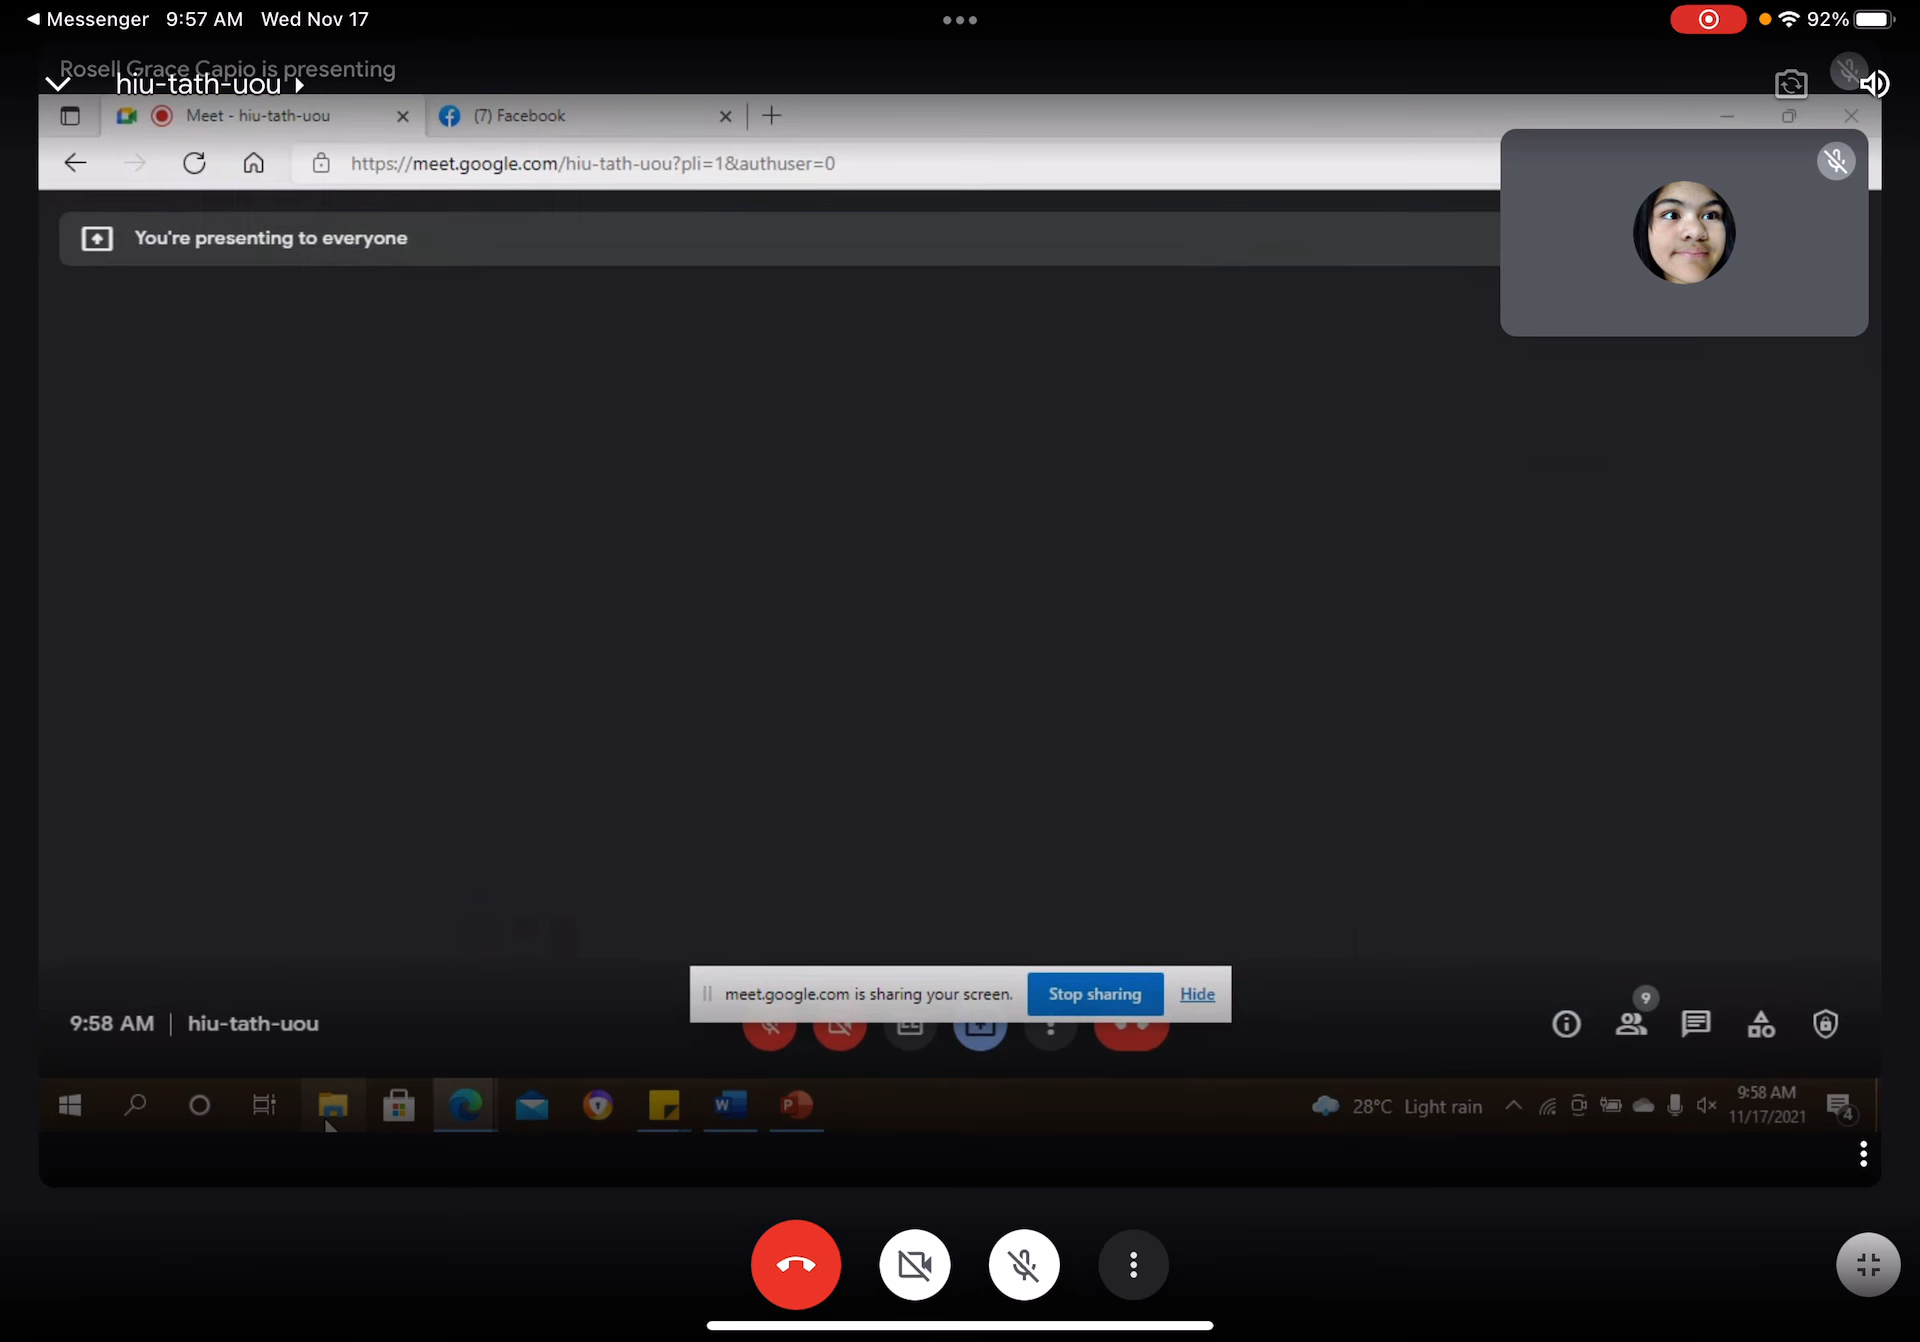 Messenger 9:57 AM Wed Nov 17
92%
Rosell Grace Capio is presenting
hiu-tath-uou
Meet - hiu-tath-uou
(7) Facebook
https://meet.google.com/hiu-tath-uou?pli=1&authuser=0
You're presenting to everyone
meet.google.com is sharing your screen.
Stop sharing
Hide
9:58 AM | hiu-tath-uou
9
28°C Light rain
9:58 AM
11/17/2021
4